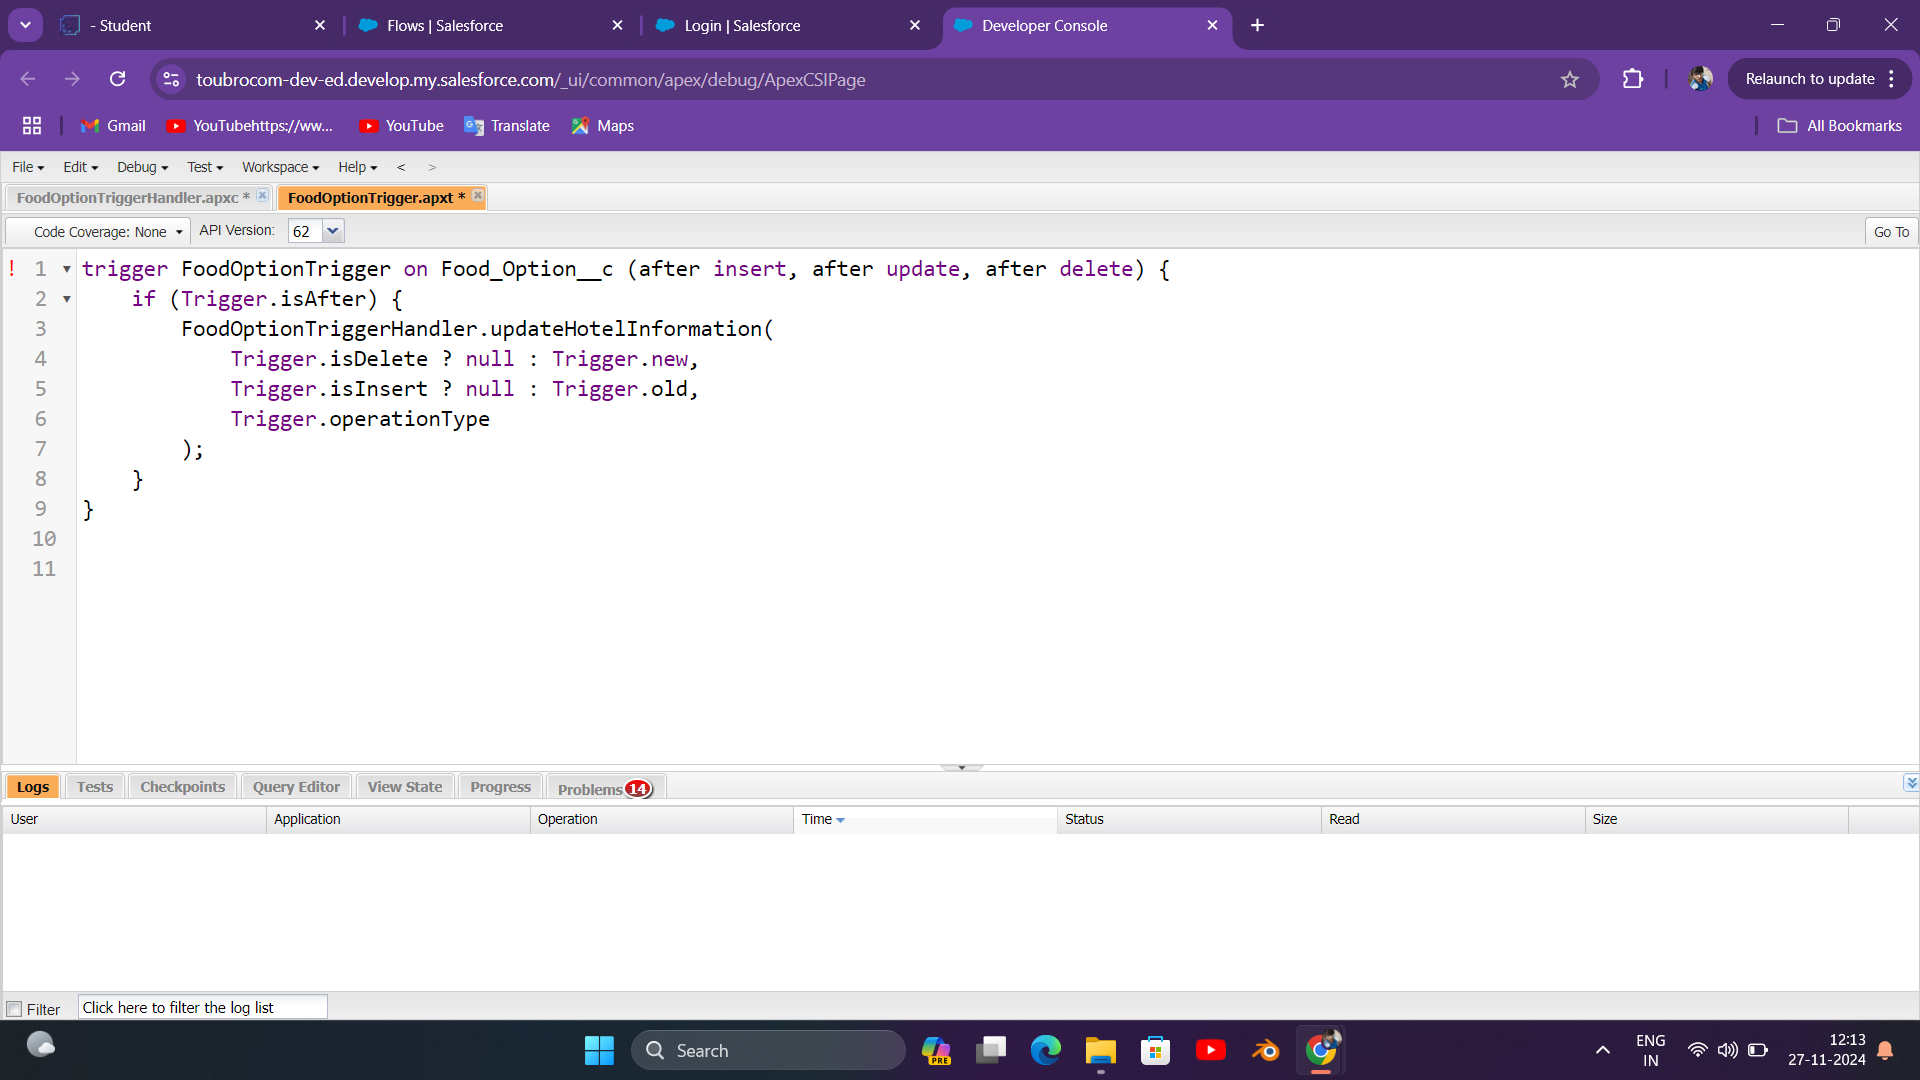 - Student
Flows | Salesforce
Login | Salesforce
Developer Console
toubrocom-dev-ed.develop.my.salesforce.com/_ui/common/apex/debug/ApexCSIPage
Relaunch to update
Gmail
YouTubehttps://ww...
YouTube
Translate
Maps
All Bookmarks
File
Edit
Debug
Test
Workspace
Help
<
>
FoodOptionTriggerHandler.apxc *
FoodOptionTrigger.apxt *
Code Coverage: None
API Version:
62
Go To
! 1 trigger FoodOptionTrigger on Food_Option__c (after insert, after update, after delete) {
2 if (Trigger.isAfter) {
3 FoodOptionTriggerHandler.updateHotelInformation(
4 Trigger.isDelete ? null : Trigger.new,
5 Trigger.isInsert ? null : Trigger.old,
6 Trigger.operationType
7 );
8 }
9 }
10
11
Logs
Tests
Checkpoints
Query Editor
View State
Progress
Problems 14
User
Application
Operation
Time
Status
Read
Size
Filter
Click here to filter the log list
Search
PRE
ENG
IN
12:13
27-11-2024